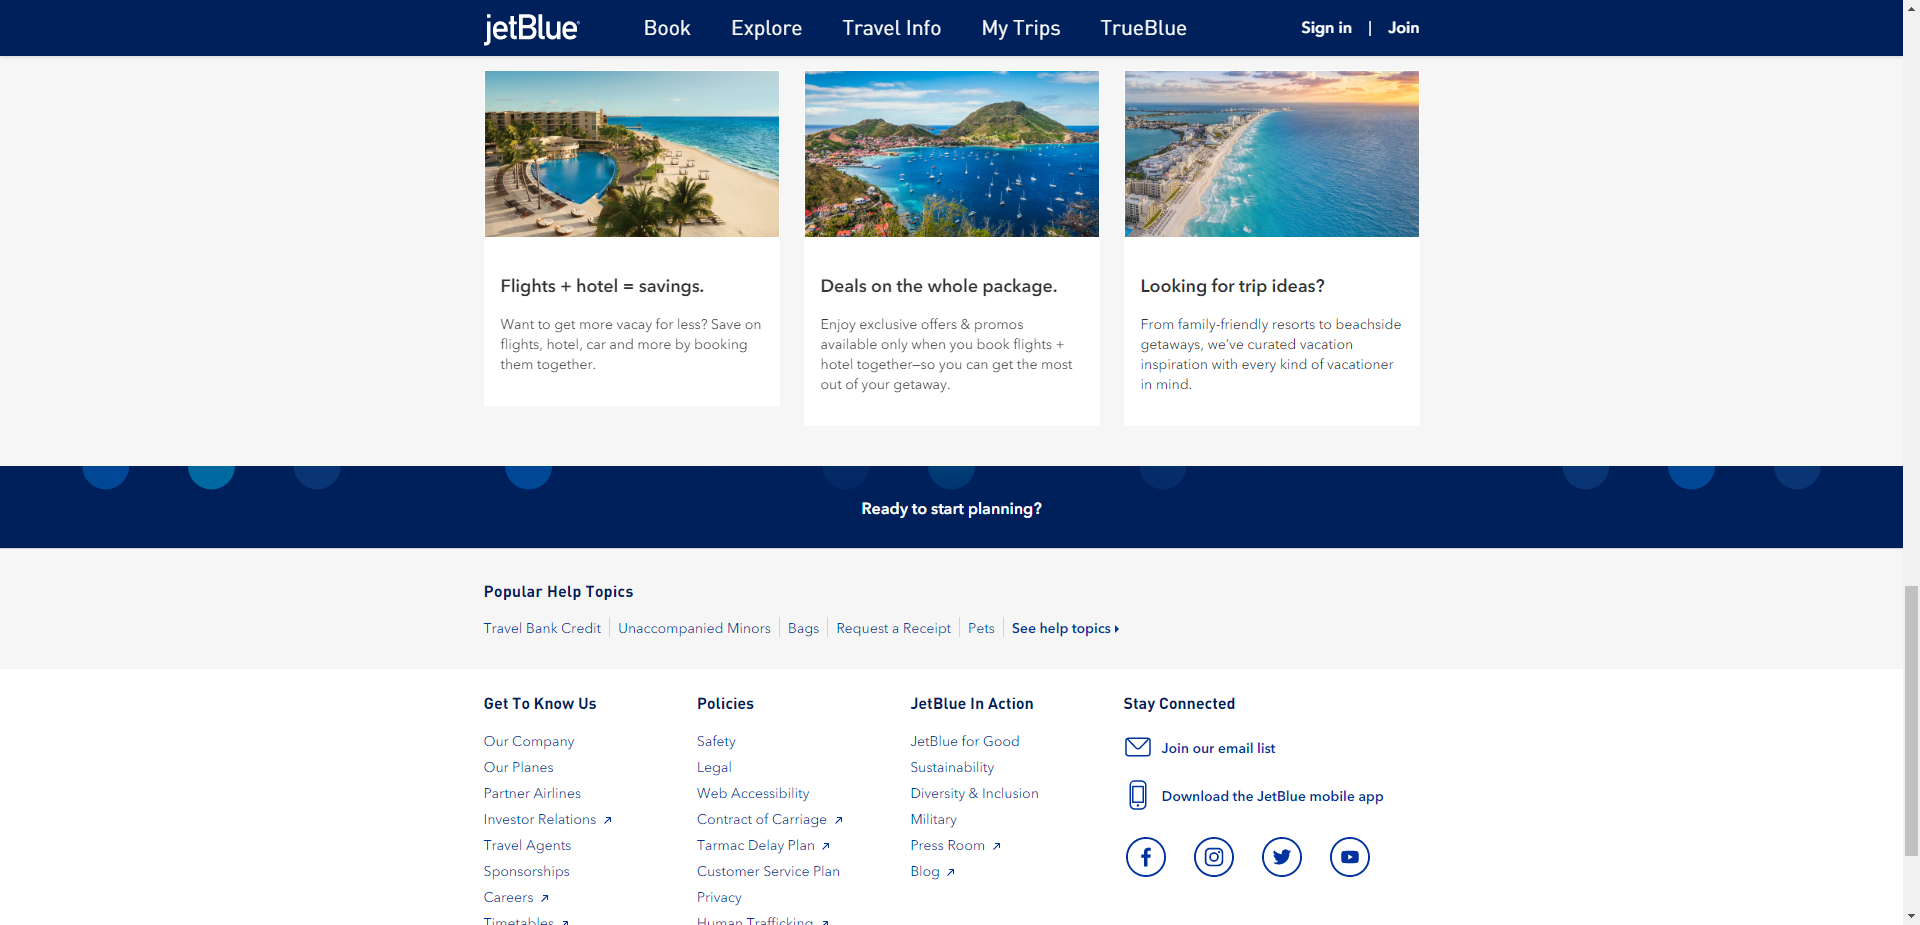 jetBlue
Book
Explore
Travel Info
My Trips
TrueBlue
Sign in | Join
Flights + hotel = savings.
Want to get more vacay for less? Save on
flights, hotel, car and more by booking
them together.
Deals on the whole package.
Enjoy exclusive offers & promos
available only when you book flights +
hotel together—so you can get the most
out of your getaway.
Looking for trip ideas?
From family-friendly resorts to beachside
getaways, we've curated vacation
inspiration with every kind of vacationer
in mind.
Ready to start planning?
Popular Help Topics
Travel Bank Credit
Unaccompanied Minors
Bags
Request a Receipt
Pets
See help topics
Get To Know Us
Our Company
Our Planes
Partner Airlines
Investor Relations
Travel Agents
Sponsorships
Careers
Timetables
Policies
Safety
Legal
Web Accessibility
Contract of Carriage
Tarmac Delay Plan
Customer Service Plan
Privacy
Human Trafficking
JetBlue In Action
JetBlue for Good
Sustainability
Diversity & Inclusion
Military
Press Room
Blog
Stay Connected
Join our email list
Download the JetBlue mobile app